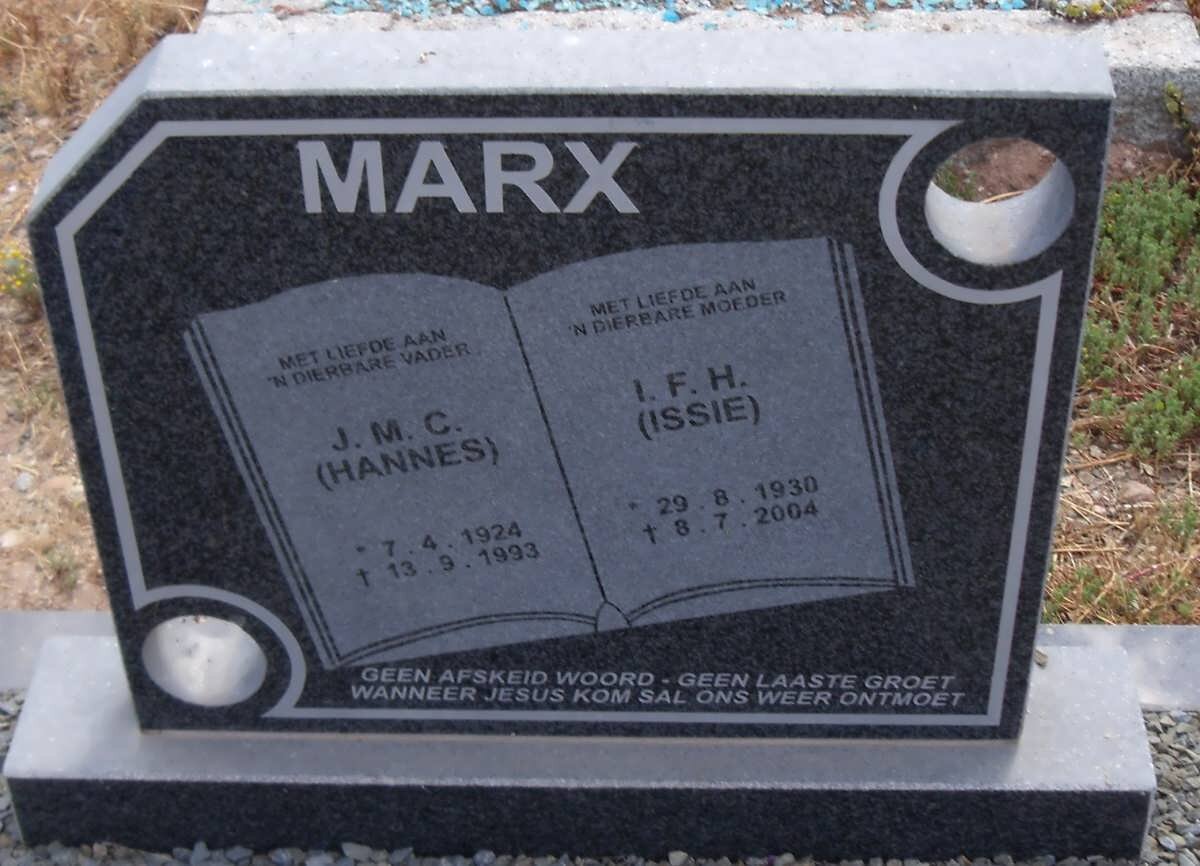 MARX
MET LIEFDE AAN
'N DIERBARE VADER
J. M. C.
(HANNES)
* 7 . 4 . 1924
† 13 . 9 . 1993
MET LIEFDE AAN
'N DIERBARE MOEDER
I. F. H.
(ISSIE)
* 29 . 8 . 1930
† 8 . 7 . 2004
GEEN AFSKEID WOORD - GEEN LAASTE GROET
WANNEER JESUS KOM SAL ONS WEER ONTMOET